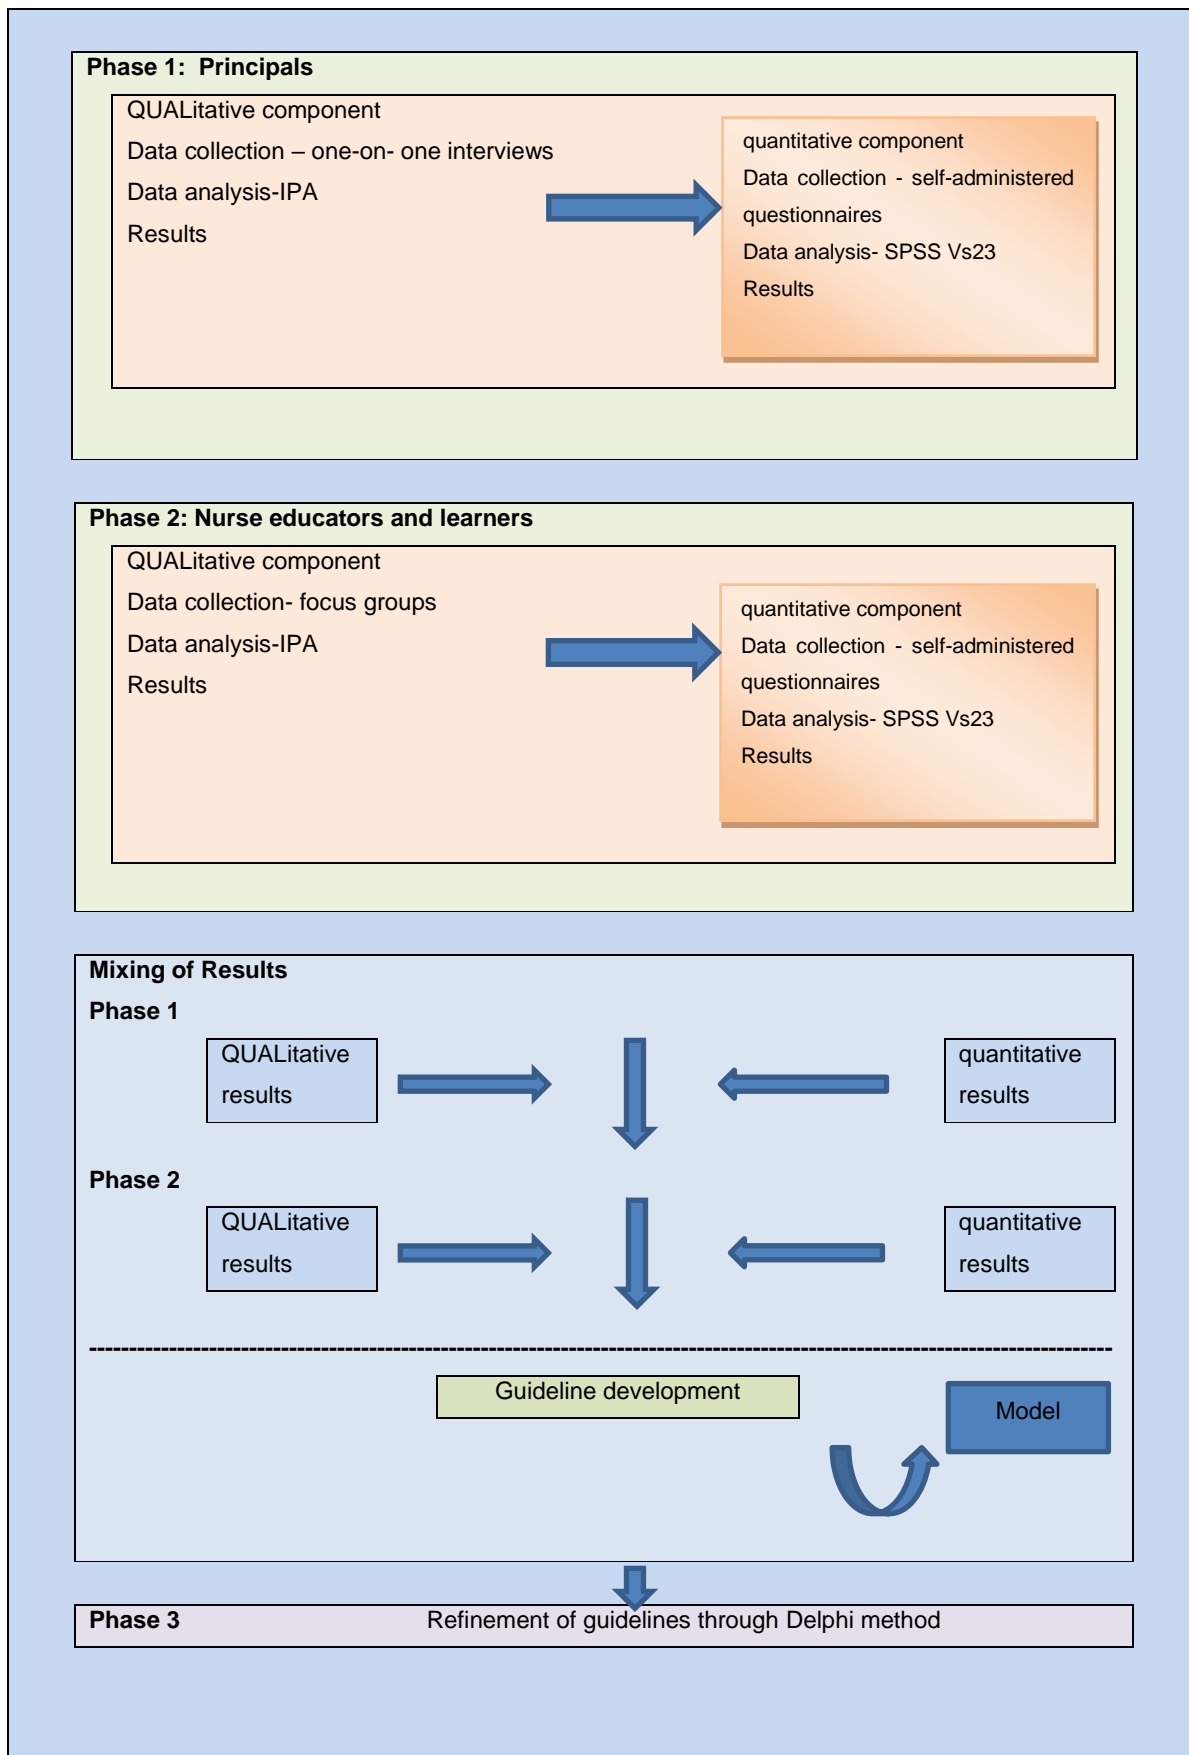 Phase 1:  Principals
QUALitative component
Data collection – one-on- one interviews
Data analysis-IPA
Results
quantitative component
Data collection - self-administered
questionnaires
Data analysis- SPSS Vs23
Results
Phase 2: Nurse educators and learners
QUALitative component
Data collection- focus groups
Data analysis-IPA
Results
quantitative component
Data collection - self-administered
questionnaires
Data analysis- SPSS Vs23
Results
Mixing of Results
Phase 1
QUALitative
results
quantitative
results
Phase 2
QUALitative
results
quantitative
results
Guideline development
Model
Phase 3
Refinement of guidelines through Delphi method